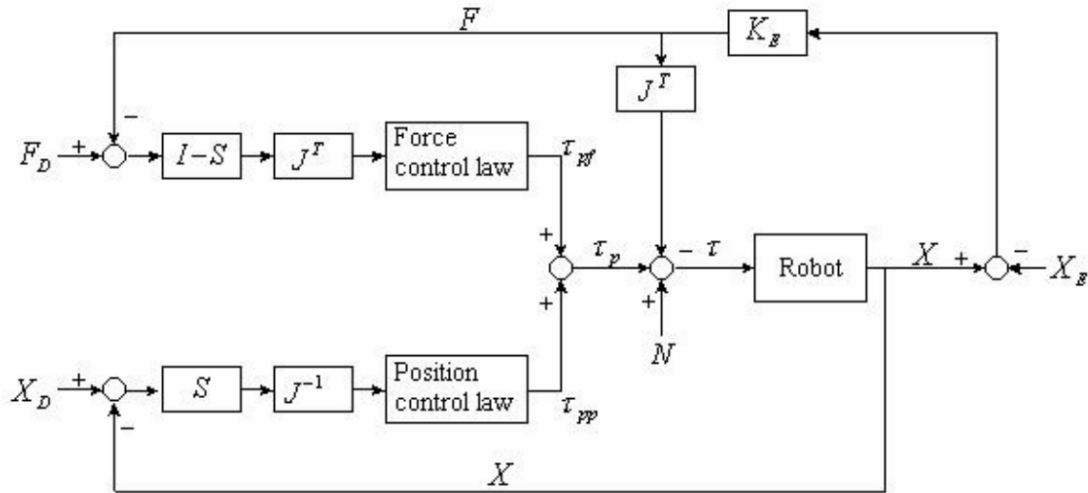 F
K_E
J^T
−
F_D
+
I−S
J^T
Force
control law
τ_pf
+
τ_p
+
− τ
+
N
Robot
X
+
−
X_E
X_D
+
−
S
J^−1
Position
control law
τ_pp
X